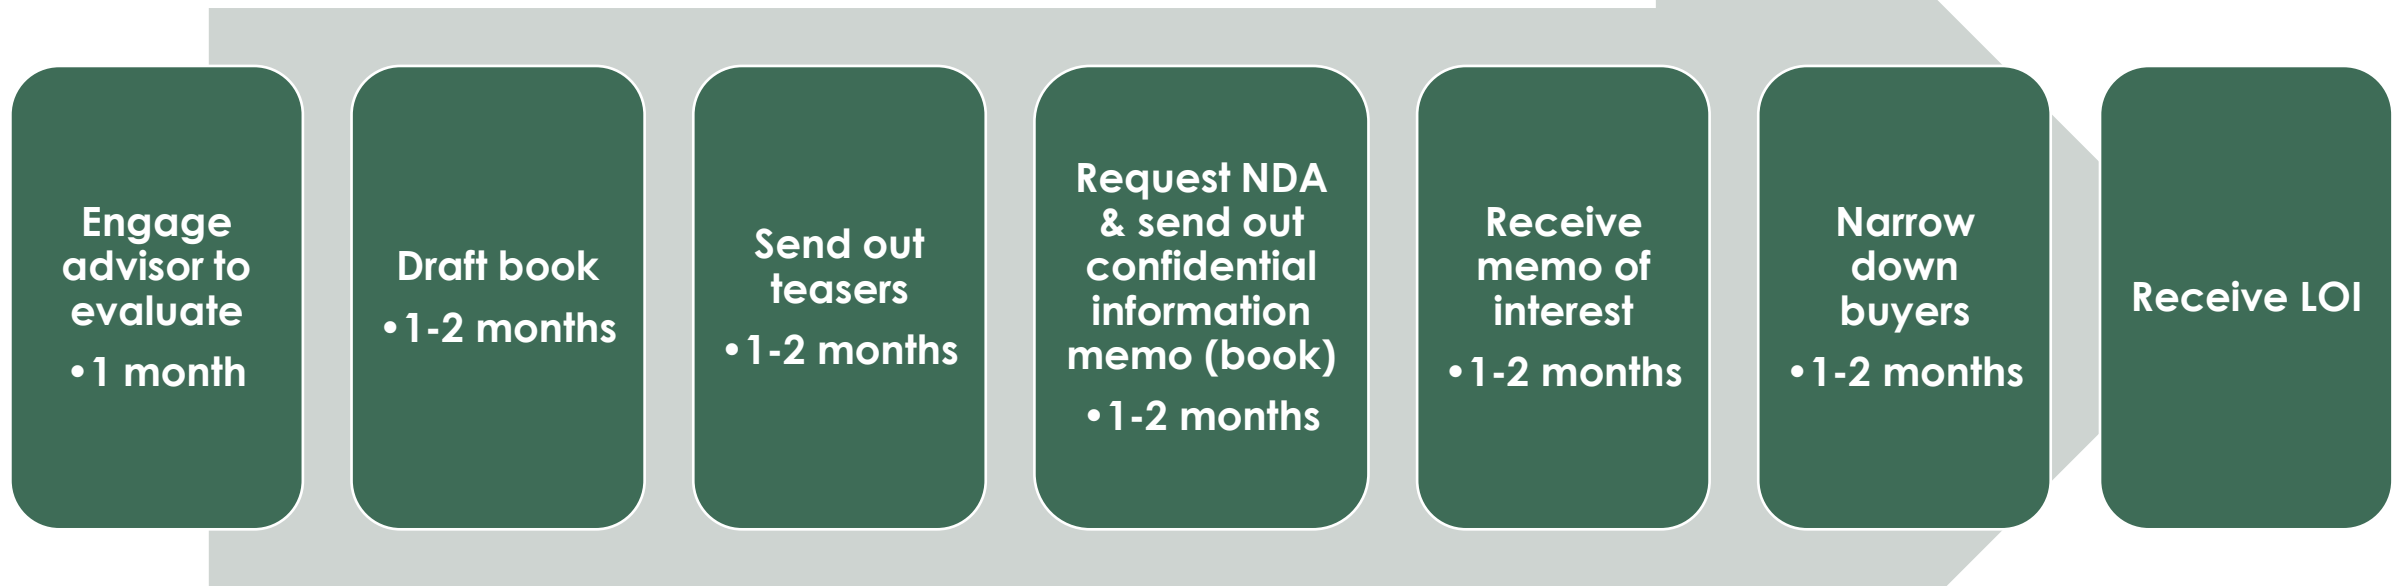 Engage
advisor to
evaluate
•1 month
Draft book
•1-2 months
Send out
teasers
•1-2 months
Request NDA
& send out
confidential
information
memo (book)
•1-2 months
Receive
memo of
interest
•1-2 months
Narrow
down
buyers
•1-2 months
Receive LOI